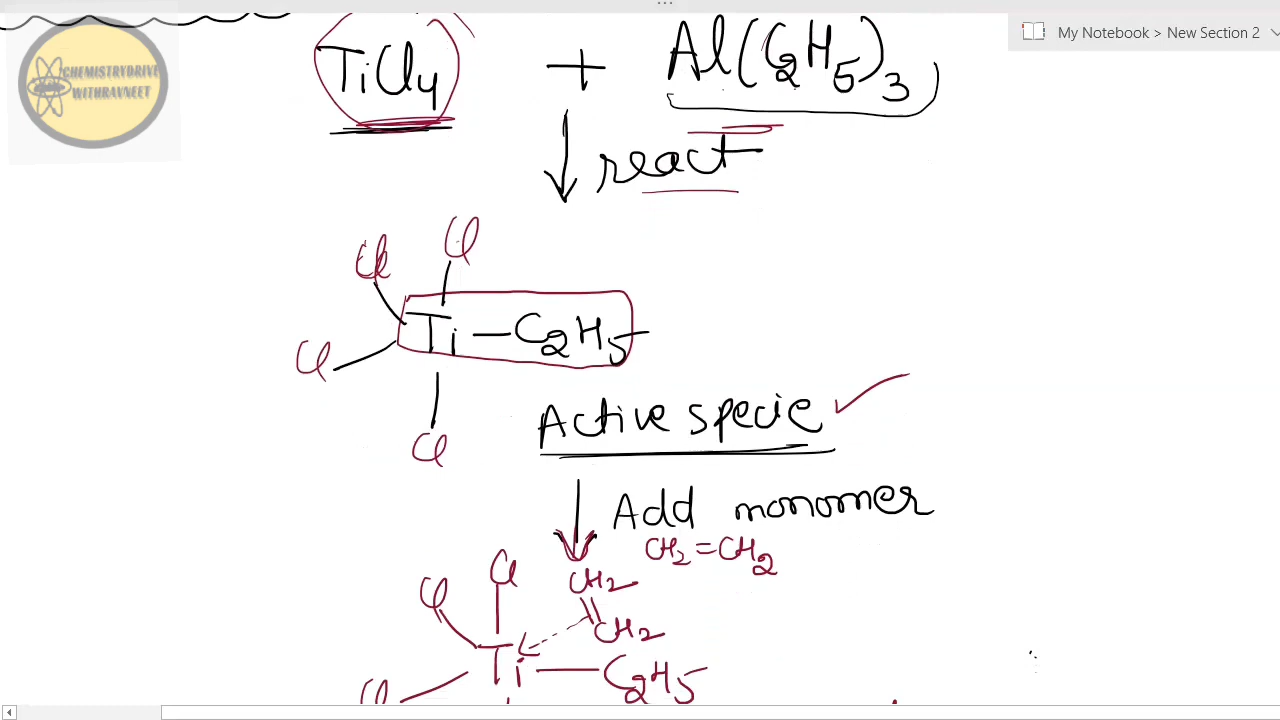 My Notebook > New Section 2
CHEMISTRYDRIVE
WITHRAVNEET
TiCl4 + Al(C2H5)3
react
Cl Cl
Ti - C2H5
Cl
Cl
Active specie ✓
Add monomer
CH2 = CH2
Cl Cl CH2
CH2
Ti - C2H5
Cl